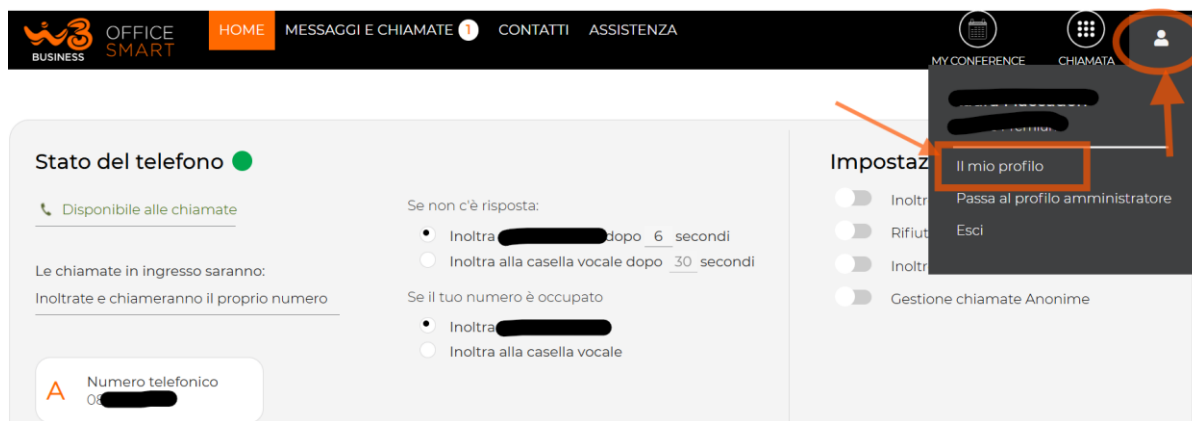 W3 OFFICE SMART BUSINESS
HOME MESSAGGI E CHIAMATE 1 CONTATTI ASSISTENZA
MY CONFERENCE CHIAMATA
Il mio profilo
Passa al profilo amministratore
Esci
Stato del telefono
Disponibile alle chiamate
Le chiamate in ingresso saranno:
Inoltrate e chiameranno il proprio numero
A Numero telefonico
08
Se non c'è risposta:
Inoltra dopo 6 secondi
Inoltra alla casella vocale dopo 30 secondi
Se il tuo numero è occupato
Inoltra
Inoltra alla casella vocale
Impostaz
Inoltr
Rifiut
Inoltr
Gestione chiamate Anonime